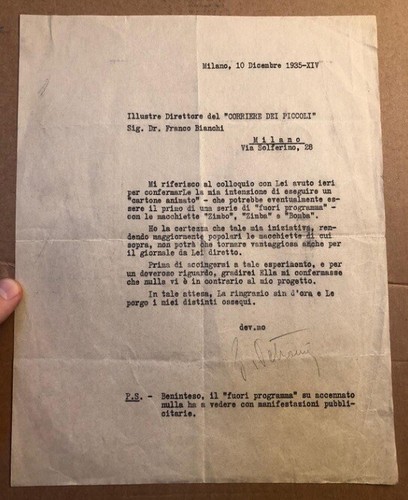 Milano, 10 Dicembre 1935-XIV
Illustre Direttore del "CORRIERE DEI PICCOLI"
Sig. Dr. Franco Bianchi
Milano
Via Solferino, 28
Mi riferisco al colloquio con Lei avuto ieri
per confermarLe la mia intenzione di eseguire un
"cartone animato" - che potrebbe eventualmente es-
sere il primo di una serie di "fuori programma" -
con le macchiette "Zimbo", "Zimba" e "Bomba".
Ho la certezza che tale mia iniziativa, ren-
dendo maggiormente popolari le macchiette di cui
sopra, non potrà che tornare vantaggiosa anche per
il giornale da Lei diretto.
Prima di accingermi a tale esperimento, e per
un doveroso riguardo, gradirei Ella mi confermasse
che nulla vi è in contrario al mio progetto.
In tale attesa, La ringrazio sin d'ora e Le
porgo i miei distinti ossequi.
dev.mo
P.S. - Beninteso, il "fuori programma" su accennato
nulla ha a vedere con manifestazioni pubbli-
citarie.